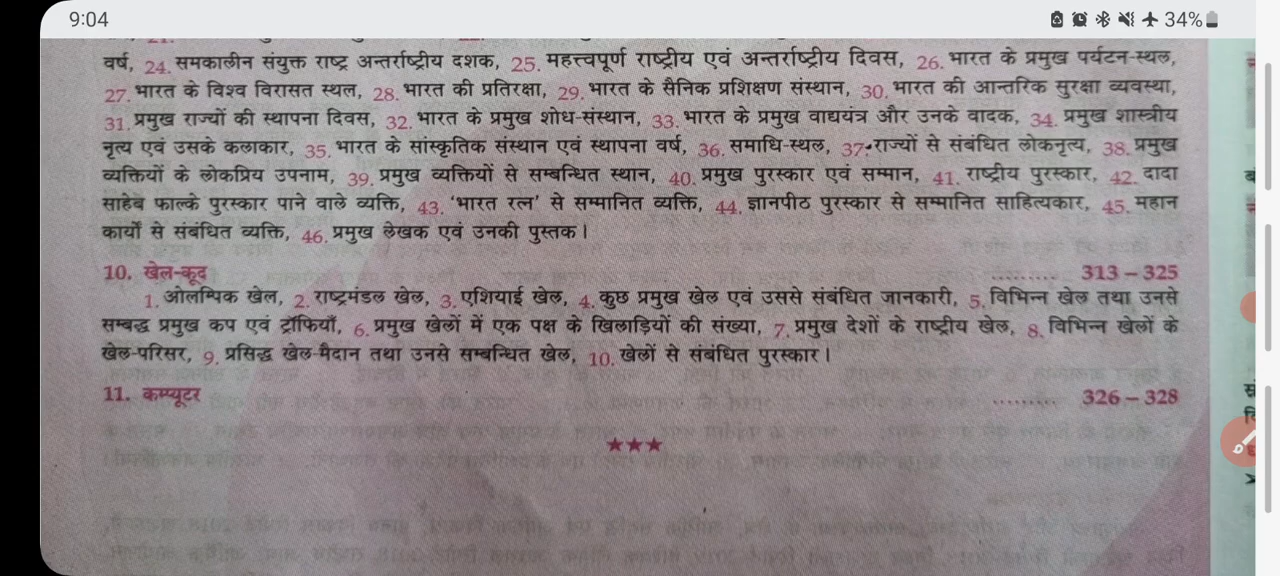 9:04 34%
वर्ष, 24. समकालीन संयुक्त राष्ट्र अन्तर्राष्ट्रीय दशक, 25. महत्त्वपूर्ण राष्ट्रीय एवं अन्तर्राष्ट्रीय दिवस, 26. भारत के प्रमुख पर्यटन-स्थल,
27. भारत के विश्व विरासत स्थल, 28. भारत की प्रतिरक्षा, 29. भारत के सैनिक प्रशिक्षण संस्थान, 30. भारत की आन्तरिक सुरक्षा व्यवस्था,
31. प्रमुख राज्यों की स्थापना दिवस, 32. भारत के प्रमुख शोध-संस्थान, 33. भारत के प्रमुख वाद्ययंत्र और उनके वादक, 34. प्रमुख शास्त्रीय
नृत्य एवं उसके कलाकार, 35. भारत के सांस्कृतिक संस्थान एवं स्थापना वर्ष, 36. समाधि-स्थल, 37. राज्यों से संबंधित लोकनृत्य, 38. प्रमुख
व्यक्तियों के लोकप्रिय उपनाम, 39. प्रमुख व्यक्तियों से सम्बन्धित स्थान, 40. प्रमुख पुरस्कार एवं सम्मान, 41. राष्ट्रीय पुरस्कार, 42. दादा
साहेब फाल्के पुरस्कार पाने वाले व्यक्ति, 43. 'भारत रत्न' से सम्मानित व्यक्ति, 44. ज्ञानपीठ पुरस्कार से सम्मानित साहित्यकार, 45. महान
कार्यों से संबंधित व्यक्ति, 46. प्रमुख लेखक एवं उनकी पुस्तक।
10. खेल-कूद .......... 313 – 325
1. ओलम्पिक खेल, 2. राष्ट्रमंडल खेल, 3. एशियाई खेल, 4. कुछ प्रमुख खेल एवं उससे संबंधित जानकारी, 5. विभिन्न खेल तथा उनसे
सम्बद्ध प्रमुख कप एवं ट्रॉफियाँ, 6. प्रमुख खेलों में एक पक्ष के खिलाड़ियों की संख्या, 7. प्रमुख देशों के राष्ट्रीय खेल, 8. विभिन्न खेलों के
खेल-परिसर, 9. प्रसिद्ध खेल-मैदान तथा उनसे सम्बन्धित खेल, 10. खेलों से संबंधित पुरस्कार।
11. कम्प्यूटर .......... 326 – 328